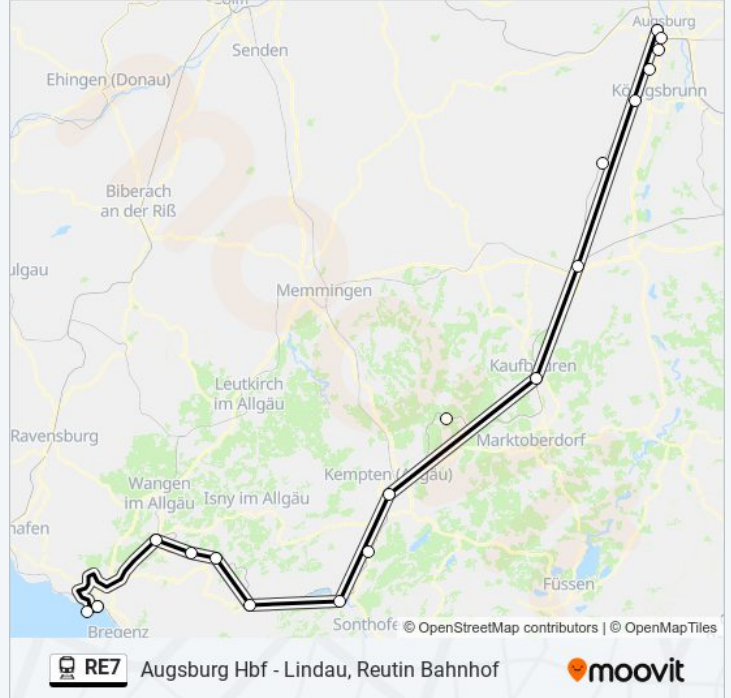 Ulm
Augsburg
Senden
Ehingen (Donau)
Königsbrunn
Biberach
an der Riß
ulgau
Memmingen
Kaufbeuren
Leutkirch
im Allgäu
Ravensburg
Marktoberdorf
Kempten (Allgäu)
Wangen
im Allgäu
Isny im Allgäu
hafen
Füssen
Bregenz
Sonthofe
© OpenStreetMap contributors | © OpenMapTiles
RE7
Augsburg Hbf - Lindau, Reutin Bahnhof
moovit